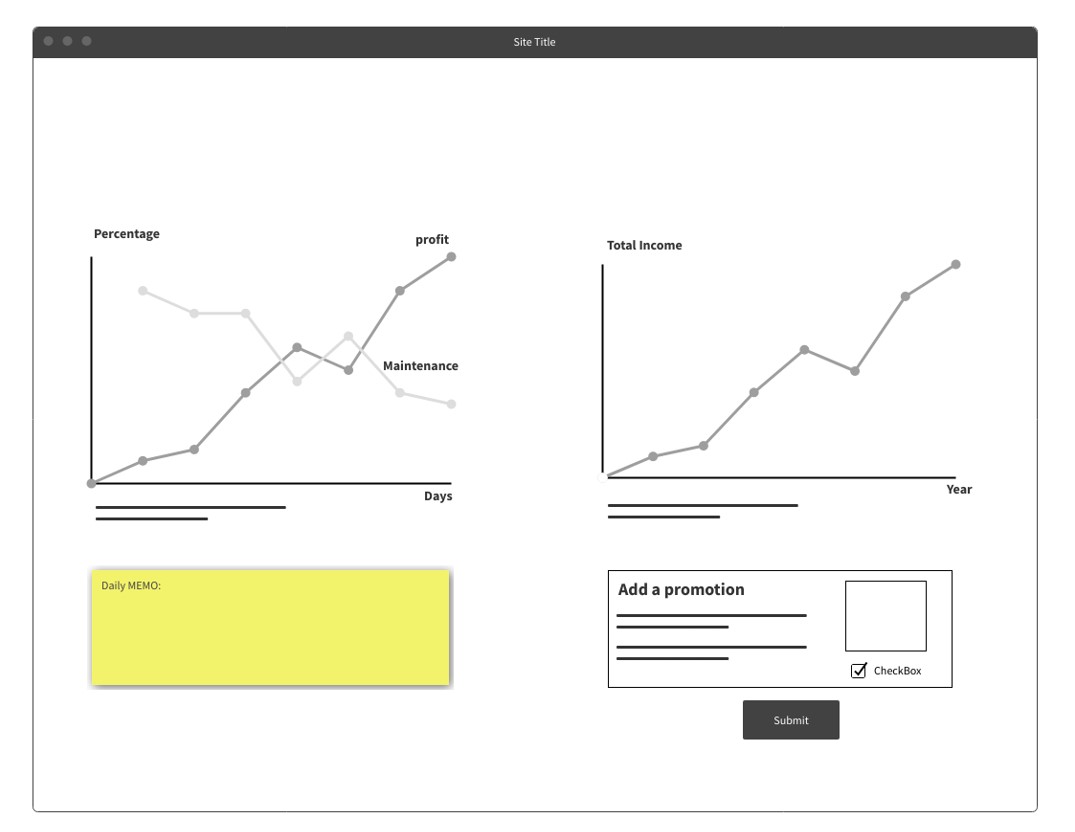 Site Title
Percentage
profit
Maintenance
Days
Total Income
Year
Daily MEMO:
Add a promotion
CheckBox
Submit